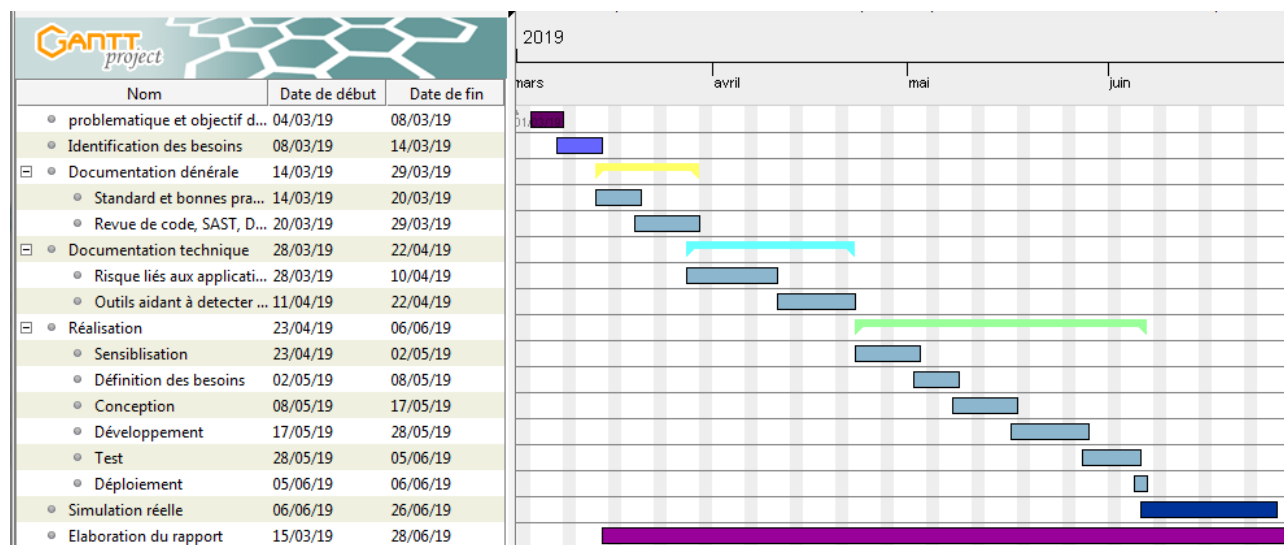 GANTT
project
2019
mars avril mai juin
Nom Date de début Date de fin
problematique et objectif d... 04/03/19 08/03/19
Identification des besoins 08/03/19 14/03/19
Documentation dénérale 14/03/19 29/03/19
Standard et bonnes pra... 14/03/19 20/03/19
Revue de code, SAST, D... 20/03/19 29/03/19
Documentation technique 28/03/19 22/04/19
Risque liés aux applicati... 28/03/19 10/04/19
Outils aidant à detecter ... 11/04/19 22/04/19
Réalisation 23/04/19 06/06/19
Sensiblisation 23/04/19 02/05/19
Définition des besoins 02/05/19 08/05/19
Conception 08/05/19 17/05/19
Développement 17/05/19 28/05/19
Test 28/05/19 05/06/19
Déploiement 05/06/19 06/06/19
Simulation réelle 06/06/19 26/06/19
Elaboration du rapport 15/03/19 28/06/19